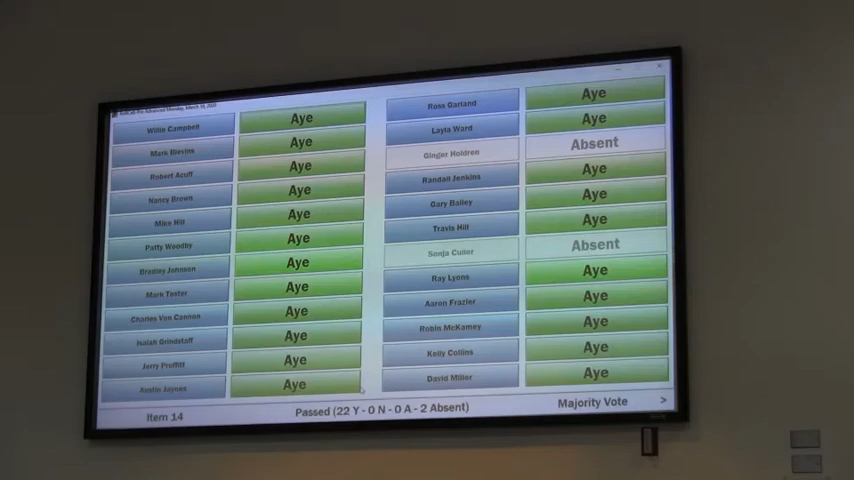 Monday, March 18, 2025
Willie Campbell Aye
Mark Blevins Aye
Robert Acuff Aye
Nancy Brown Aye
Mike Hill Aye
Patty Woodby Aye
Bradley Johnson Aye
Mark Tester Aye
Charles Von Cannon Aye
Isaiah Grindstaff Aye
Jerry Proffitt Aye
Austin Jaynes Aye
Ross Garland Aye
Layla Ward Aye
Ginger Holdren Absent
Randall Jenkins Aye
Gary Bailey Aye
Travis Hill Aye
Sonja Culler Absent
Ray Lyons Aye
Aaron Frazier Aye
Robin McKamey Aye
Kelly Collins Aye
David Miller Aye
Item 14 Passed (22 Y - 0 N - 0 A - 2 Absent) Majority Vote >